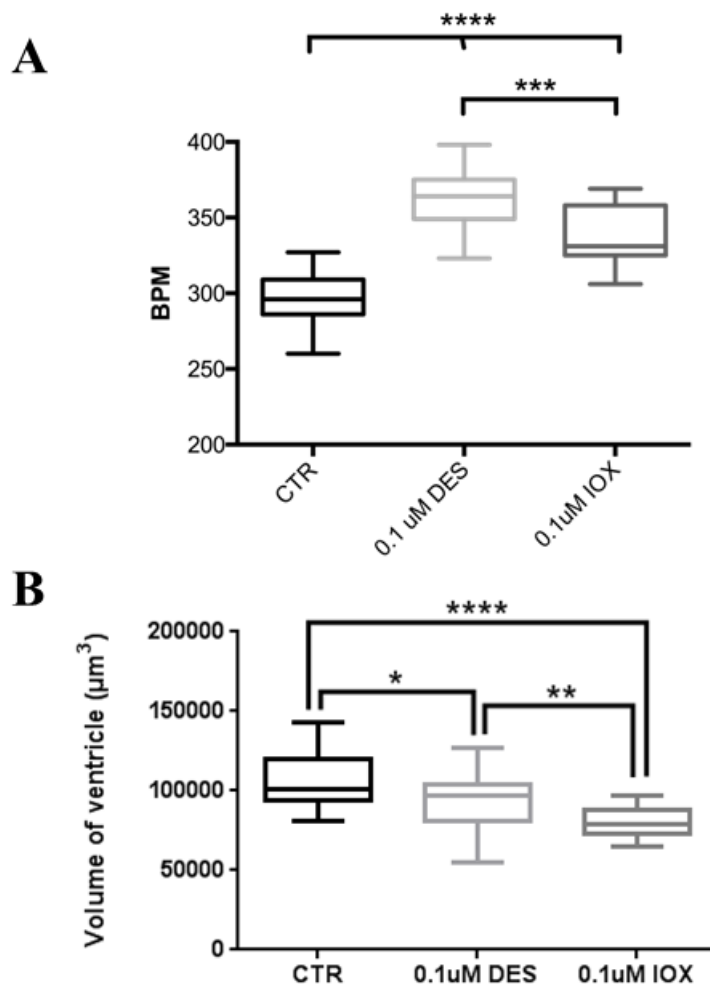 A
****
***
400
350
300
250
200
BPM
CTR
0.1 uM DES
0.1uM IOX
B
****
*
**
200000
150000
100000
50000
0
Volume of ventricle (µm³)
CTR
0.1uM DES
0.1uM IOX